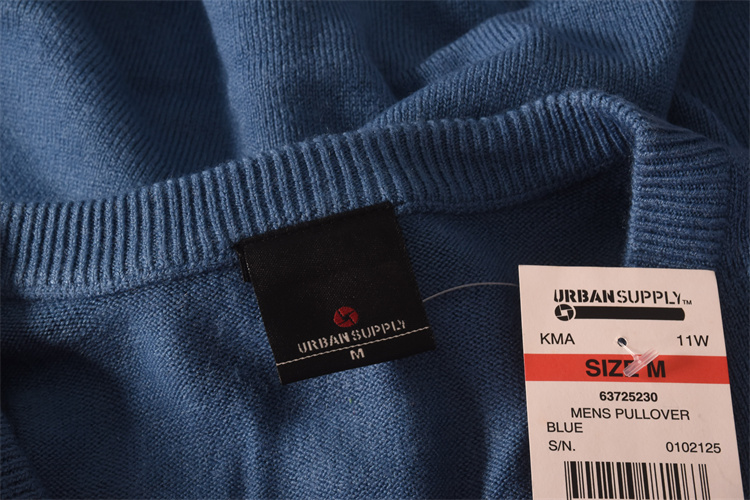 URBAN SUPPLY
M
URBANSUPPLY™
KMA 11W
SIZE M
63725230
MENS PULLOVER
BLUE
S/N. 0102125